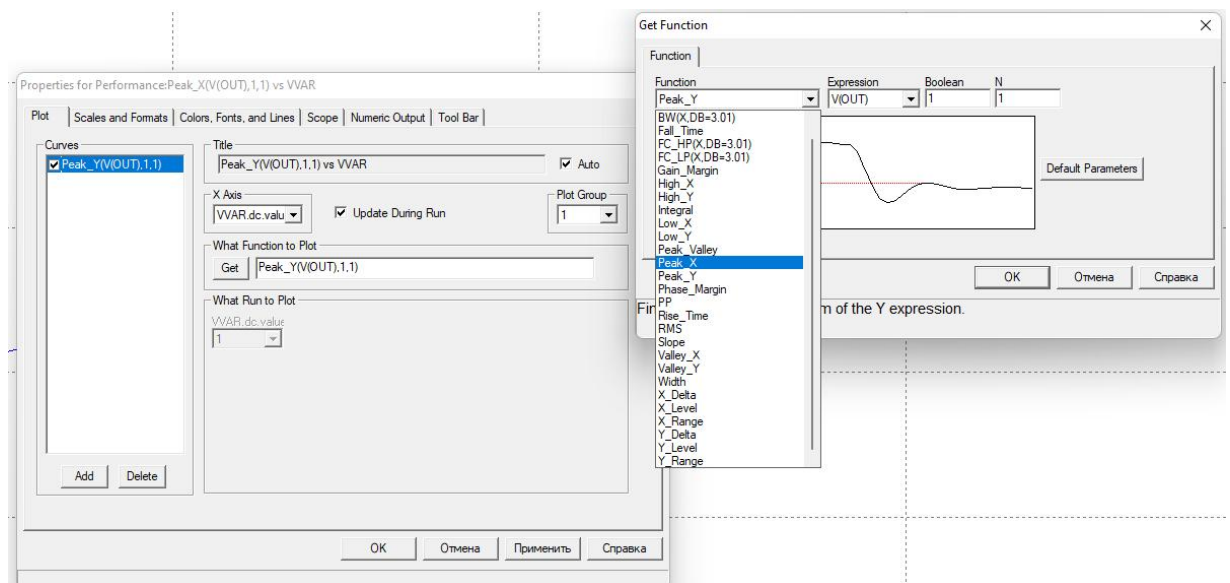 Properties for Performance:Peak_X(V(OUT),1,1) vs VVAR
Plot
Scales and Formats
Colors, Fonts, and Lines
Scope
Numeric Output
Tool Bar
Curves
Peak_Y(V(OUT),1,1)
Add
Delete
Title
Peak_Y(V(OUT),1,1) vs VVAR
Auto
X Axis
VVAR.dc.valu
Update During Run
Plot Group
1
What Function to Plot
Get
Peak_Y(V(OUT),1,1)
What Run to Plot
VVAR.dc.value
1
OK
Отмена
Применить
Справка
Get Function
Function
Function
Expression
Boolean
N
Peak_Y
V(OUT)
1
1
BW(X,DB=3.01)
Fall_Time
FC_HP(X,DB=3.01)
FC_LP(X,DB=3.01)
Gain_Margin
High_X
High_Y
Integral
Low_X
Low_Y
Peak_Valley
Peak_X
Peak_Y
Phase_Margin
PP
Rise_Time
RMS
Slope
Valley_X
Valley_Y
Width
X_Delta
X_Level
X_Range
Y_Delta
Y_Level
Y_Range
Default Parameters
OK
Отмена
Справка
of the Y expression.